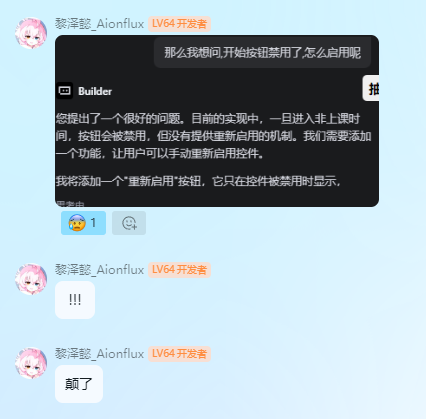 黎泽懿_Aionflux LV64 开发者
那么我想问,开始按钮禁用了,怎么启用呢
Builder
抽
您提出了一个很好的问题。目前的实现中，一旦进入非上课时
间，按钮会被禁用，但没有提供重新启用的机制。我们需要添加
一个功能，让用户可以手动重新启用控件。
我将添加一个“重新启用”按钮，它只在控件被禁用时显示，
1
黎泽懿_Aionflux LV64 开发者
!!!
黎泽懿_Aionflux LV64 开发者
颠了